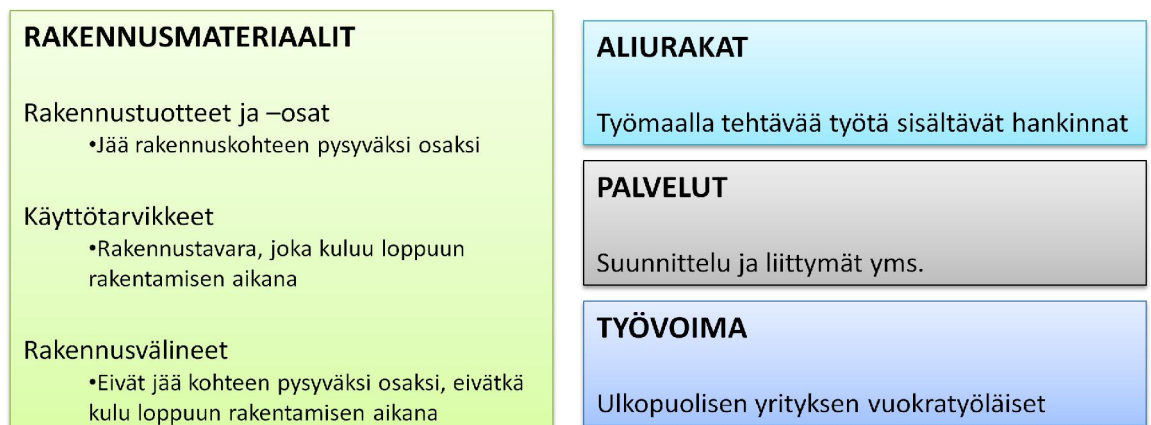 RAKENNUSMATERIAALIT
Rakennustuotteet ja –osat
•Jää rakennuskohteen pysyväksi osaksi
Käyttötarvikkeet
•Rakennustavara, joka kuluu loppuun
rakentamisen aikana
Rakennusvälineet
•Eivät jää kohteen pysyväksi osaksi, eivätkä
kulu loppuun rakentamisen aikana
ALIURAKAT
Työmaalla tehtävää työtä sisältävät hankinnat
PALVELUT
Suunnittelu ja liittymät yms.
TYÖVOIMA
Ulkopuolisen yrityksen vuokratyöläiset